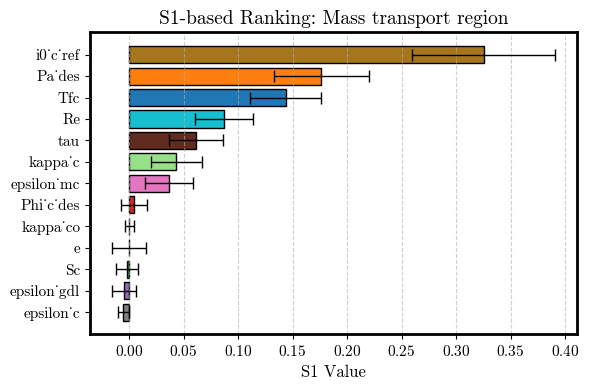 S1-based Ranking: Mass transport region
i0˙c˙ref
Pa˙des
Tfc
Re
tau
kappa˙c
epsilon˙mc
Phi˙c˙des
kappa˙co
e
Sc
epsilon˙gdl
epsilon˙c
0.00 0.05 0.10 0.15 0.20 0.25 0.30 0.35 0.40
S1 Value